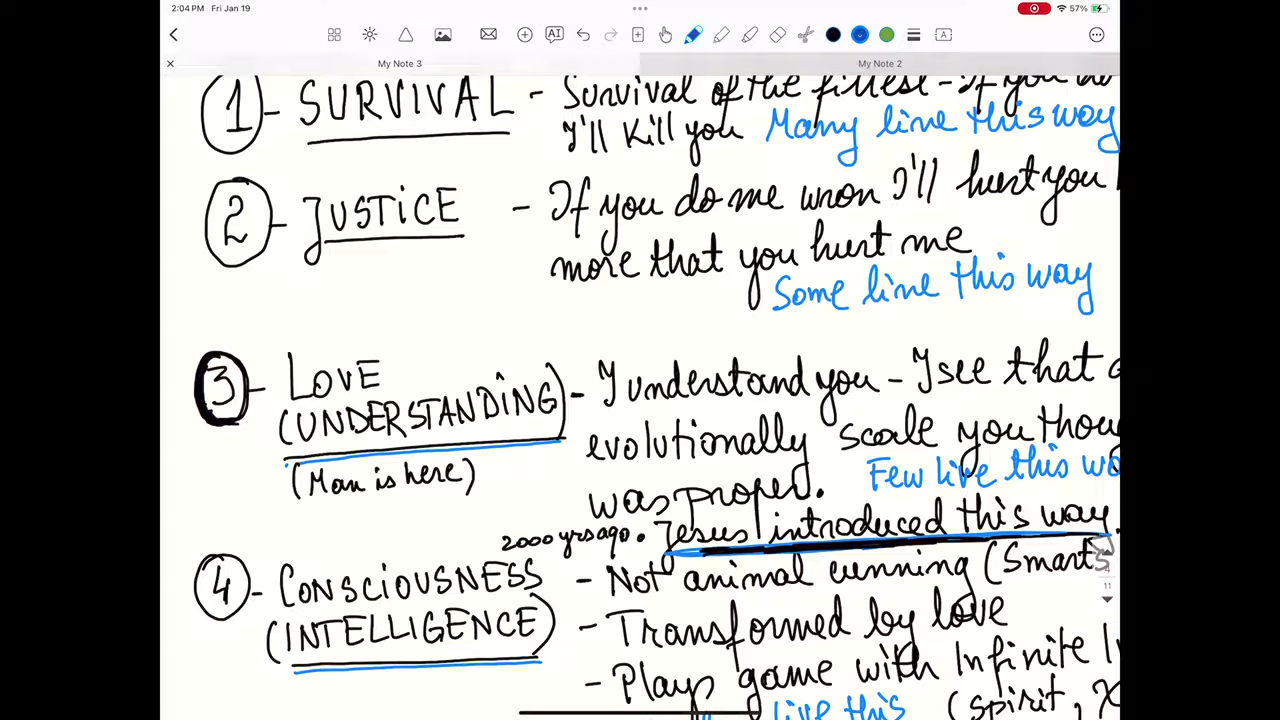 2:04 PM Fri Jan 19
57%
My Note 3
My Note 2
1 - SURVIVAL - Survival of the fittest - If you
I'll kill you Many line this way
2 - JUSTICE - If you do me wron I'll hurt you
more that you hurt me
Some line this way
3 - LOVE - I understand you - I see that
(UNDERSTANDING)
evolutionally scale you
(Man is here)
Few live this
was proper.
2000 yrs ago. Jesus introduced this way.
4 - CONSCIOUSNESS - Not animal cunning (Smarts
11
(INTELLIGENCE) - Transformed by love
- Plays game with Infinite
live this (spirit,